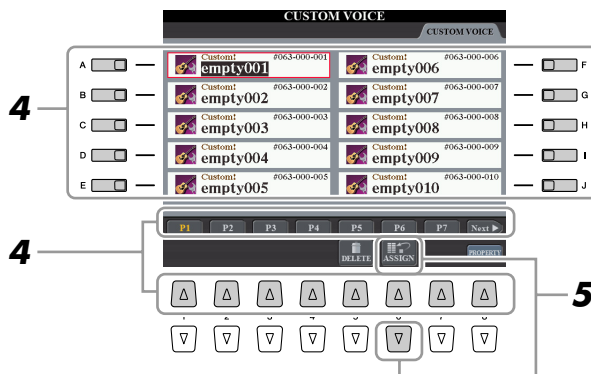 CUSTOM VOICE
CUSTOM VOICE
4
A
B
C
D
E
Custom! #063-000-001
empty001
Custom! #063-000-002
empty002
Custom! #063-000-003
empty003
Custom! #063-000-004
empty004
Custom! #063-000-005
empty005
Custom! #063-000-006
empty006
Custom! #063-000-007
empty007
Custom! #063-000-008
empty008
Custom! #063-000-009
empty009
Custom! #063-000-010
empty010
F
G
H
I
J
4
P1 P2 P3 P4 P5 P6 P7 Next ▶
DELETE ASSIGN PROPERTY
5